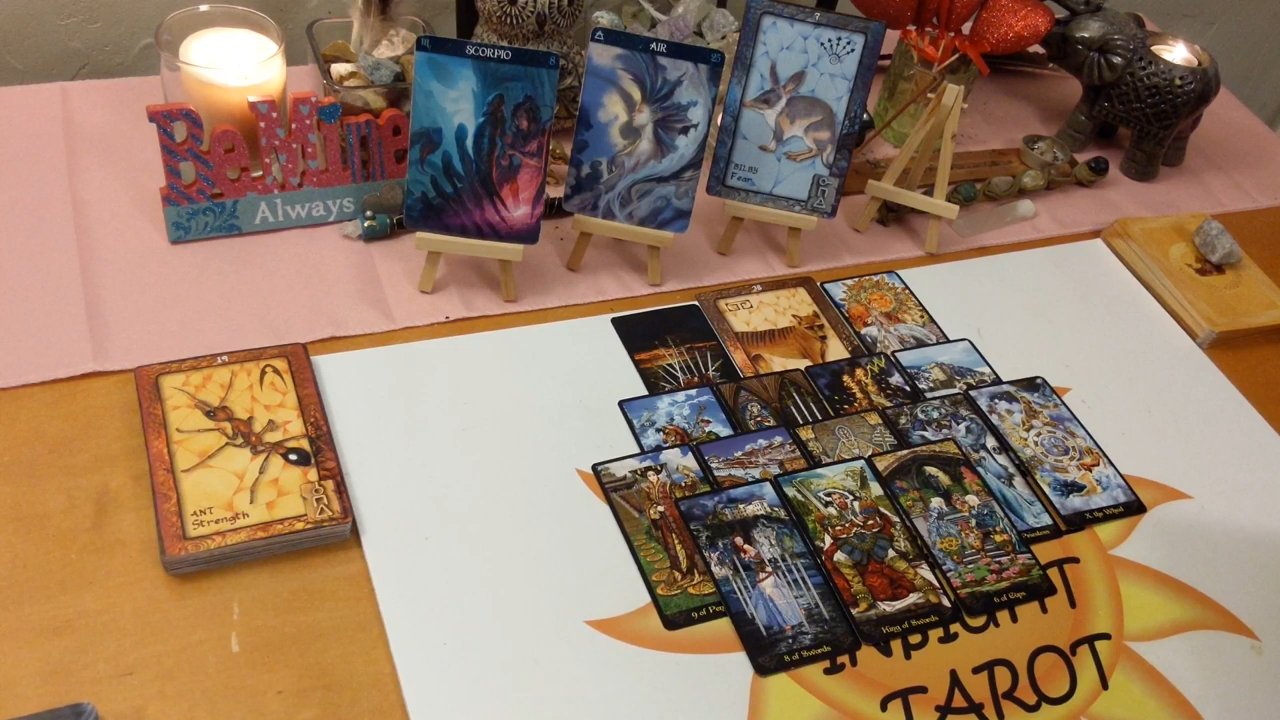 SCORPIO
8
AIR
25
7
BILBY
Fear
Be Mine
Always
28
19
ANT
Strength
9 of
8 of Swords
King of Swords
6 of Cups
X. the Wheel
INSIGHT
TAROT